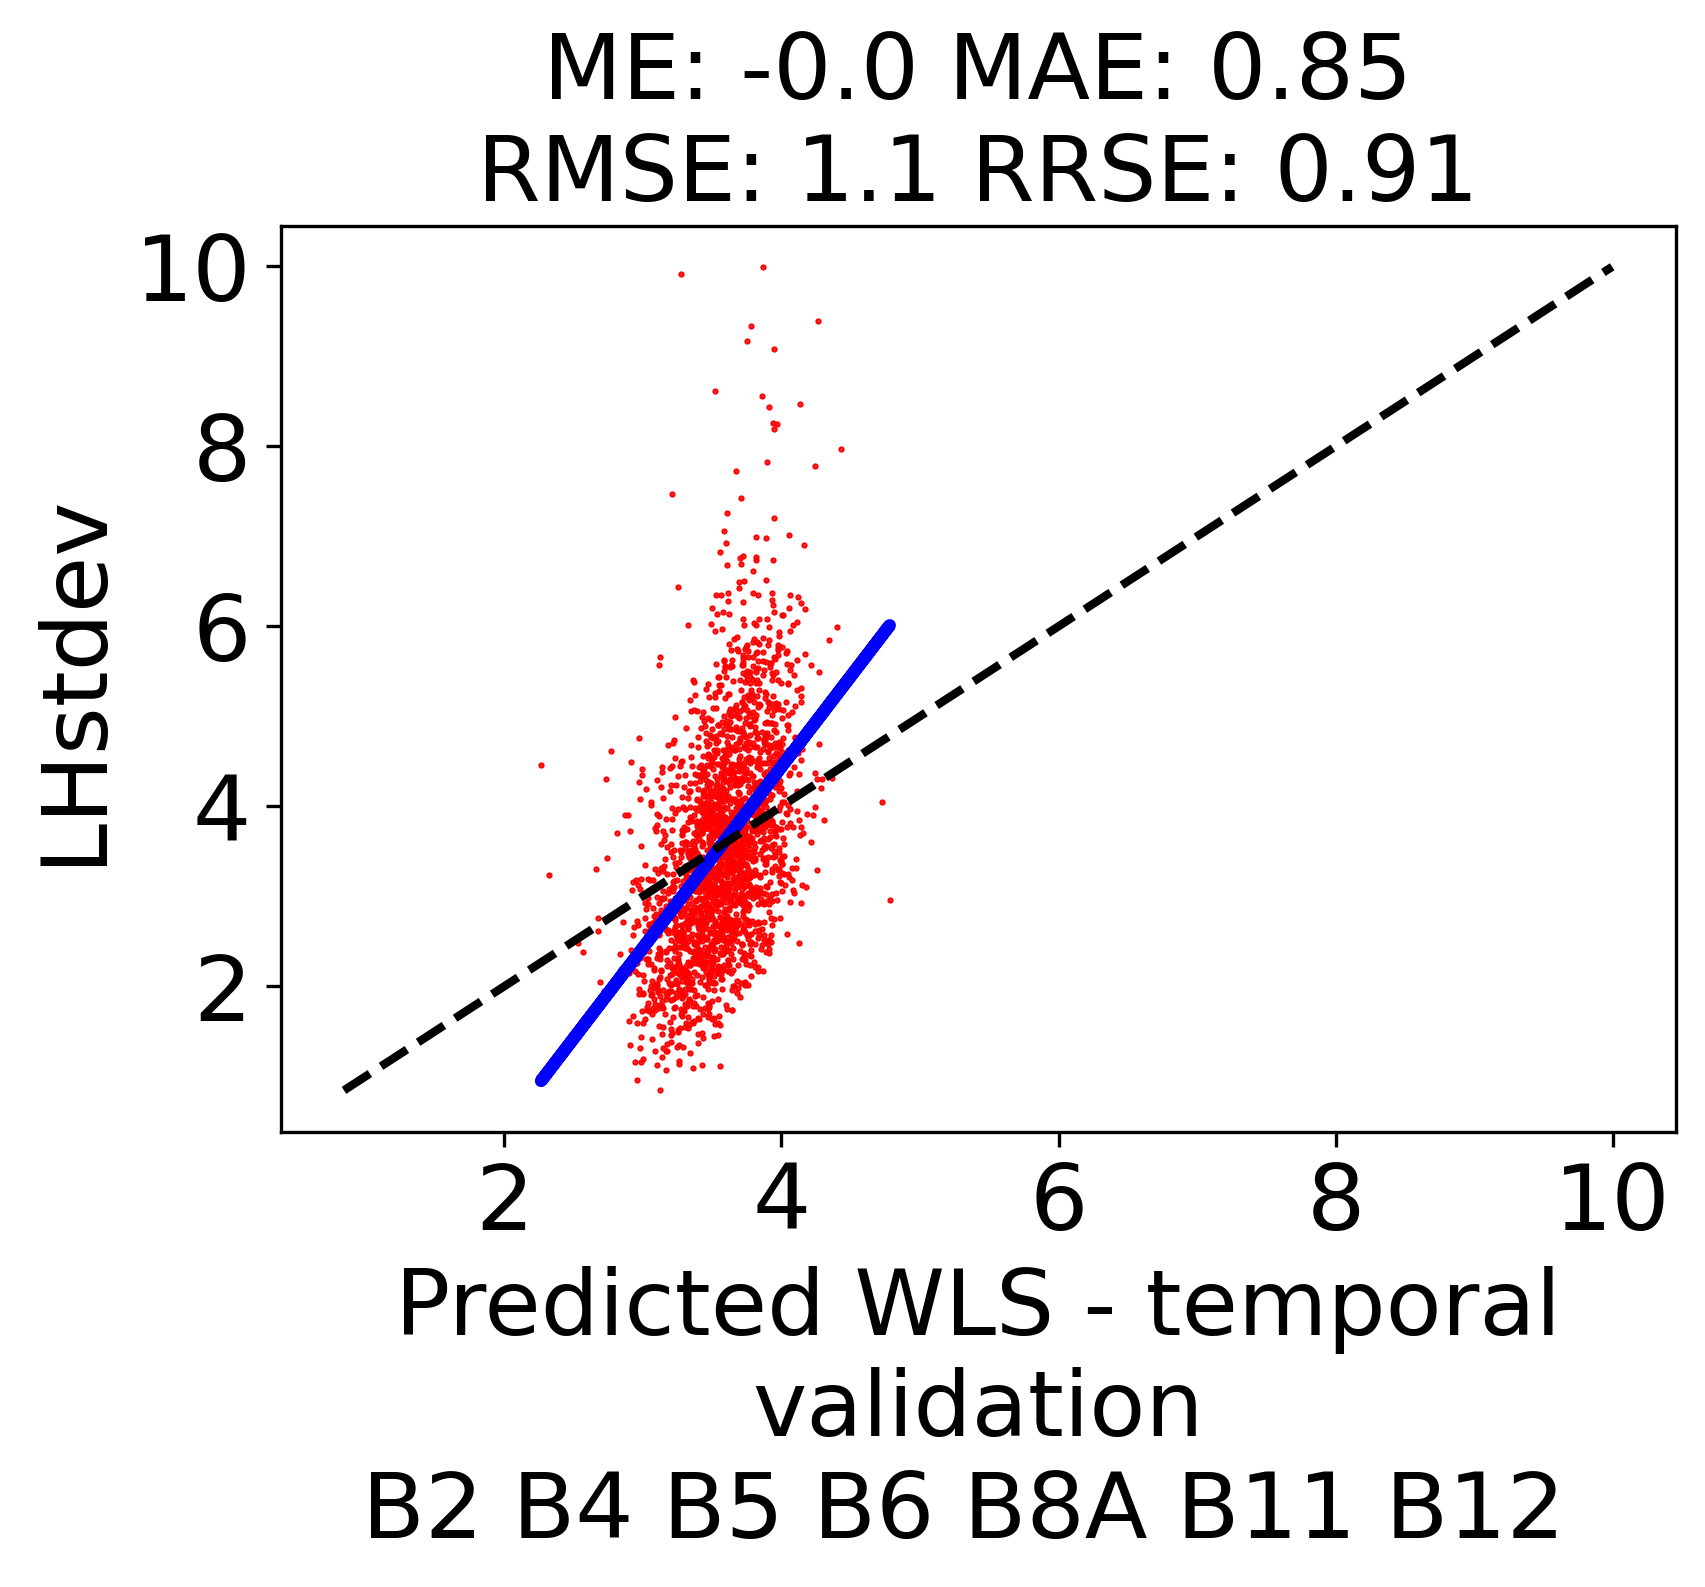 ME: -0.0 MAE: 0.85
RMSE: 1.1 RRSE: 0.91
LHstdev
10
8
6
4
2
2 4 6 8 10
Predicted WLS - temporal
validation
B2 B4 B5 B6 B8A B11 B12